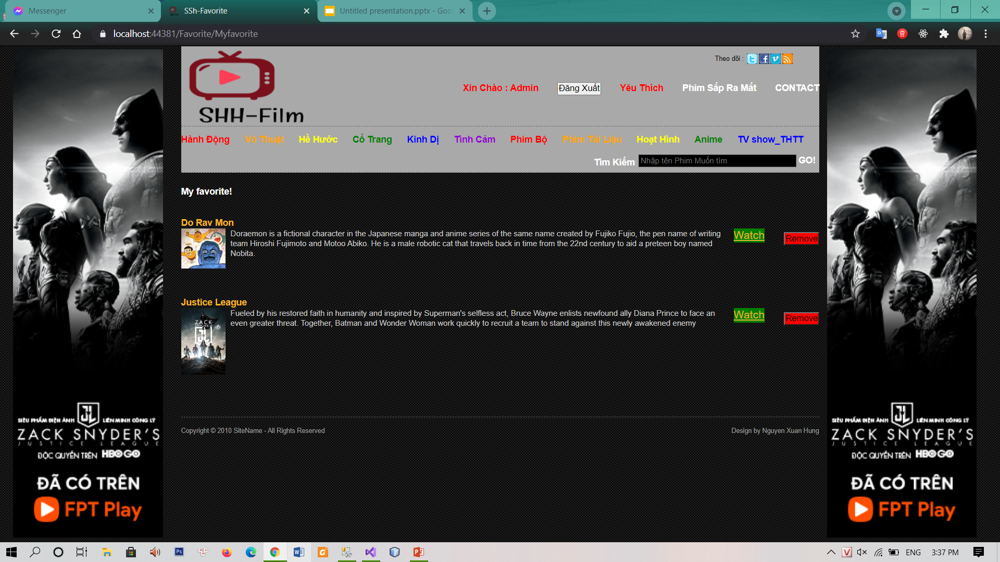 Messenger
SSh-Favorite
Untitled presentation.pptx - Goo
localhost:44381/Favorite/Myfavorite
Theo dõi :
SHH-Film
Xin Chào : Admin
Đăng Xuất
Yêu Thích
Phim Sắp Ra Mắt
CONTACT
Hành Động
Võ Thuật
Hề Hước
Cổ Trang
Kinh Dị
Tình Cảm
Phim Bộ
Phim Tài Liệu
Hoạt Hình
Anime
TV show_THTT
Tìm Kiếm
Nhập tên Phim Muốn tìm
GO!
My favorite!
Do Ray Mon
Doraemon is a fictional character in the Japanese manga and anime series of the same name created by Fujiko Fujio, the pen name of writing
team Hiroshi Fujimoto and Motoo Abiko. He is a male robotic cat that travels back in time from the 22nd century to aid a preteen boy named
Nobita.
Watch
Remove
Justice League
Fueled by his restored faith in humanity and inspired by Superman's selfless act, Bruce Wayne enlists newfound ally Diana Prince to face an
even greater threat. Together, Batman and Wonder Woman work quickly to recruit a team to stand against this newly awakened enemy
Watch
Remove
ZACK
Copyright © 2010 SiteName - All Rights Reserved
Design by Nguyen Xuan Hung
SIÊU PHẨM ĐIỆN ẢNH JL LIÊN MINH CÔNG LÝ
ZACK SNYDER'S
JUSTICE LEAGUE
ĐỘC QUYỀN TRÊN HBO GO
ĐÃ CÓ TRÊN
FPT Play
SIÊU PHẨM ĐIỆN ẢNH JL LIÊN MINH CÔNG LÝ
ZACK SNYDER'S
JUSTICE LEAGUE
ĐỘC QUYỀN TRÊN HBO GO
ĐÃ CÓ TRÊN
FPT Play
ENG
3:37 PM